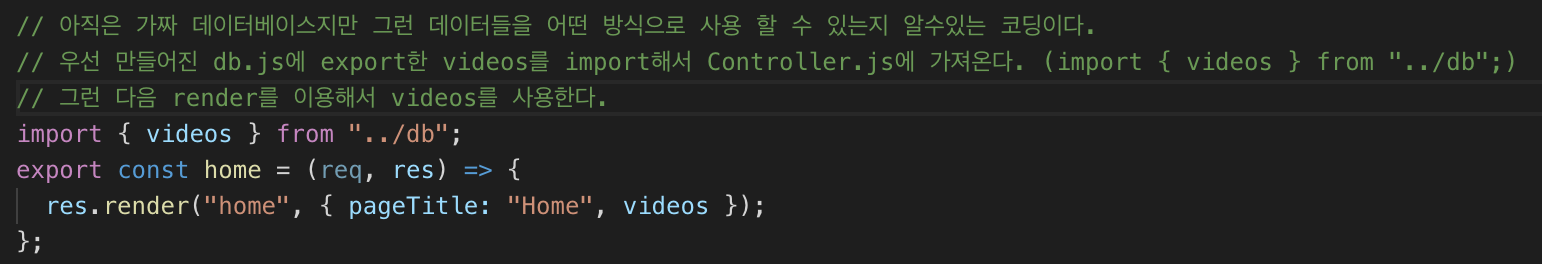 // 아직은 가짜 데이터베이스지만 그런 데이터들을 어떤 방식으로 사용 할 수 있는지 알수있는 코딩이다.
// 우선 만들어진 db.js에 export한 videos를 import해서 Controller.js에 가져온다. (import { videos } from "../db";)
// 그런 다음 render를 이용해서 videos를 사용한다.
import { videos } from "../db";
export const home = (req, res) => {
  res.render("home", { pageTitle: "Home", videos });
};